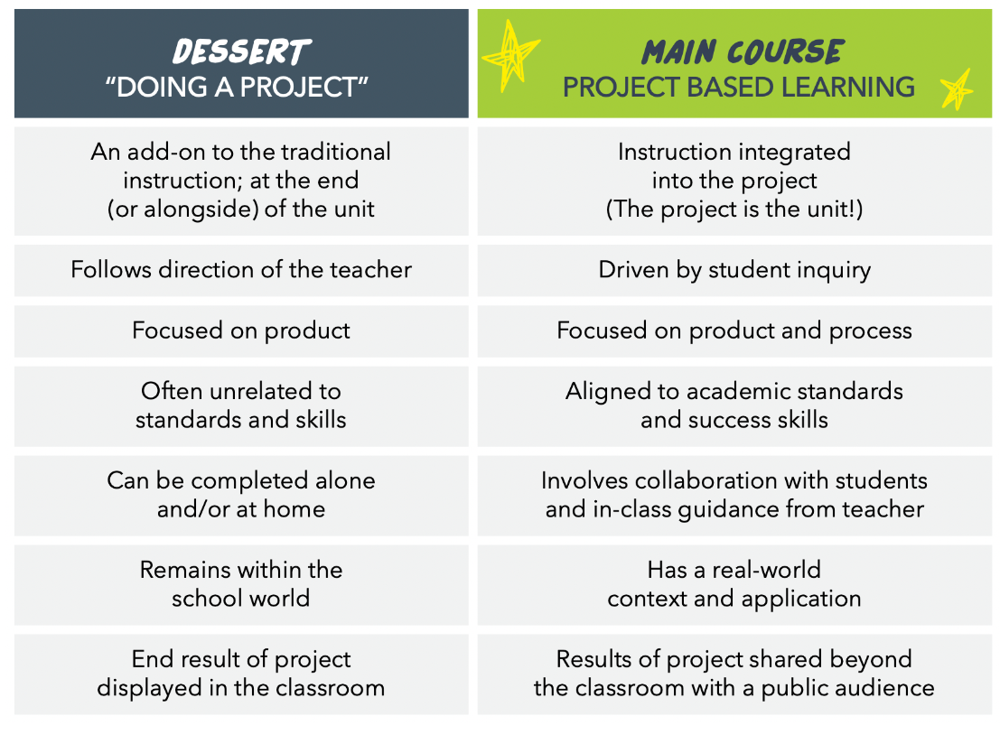 DESSERT
“DOING A PROJECT”
MAIN COURSE
PROJECT BASED LEARNING
An add-on to the traditional
instruction; at the end
(or alongside) of the unit
Instruction integrated
into the project
(The project is the unit!)
Follows direction of the teacher
Driven by student inquiry
Focused on product
Focused on product and process
Often unrelated to
standards and skills
Aligned to academic standards
and success skills
Can be completed alone
and/or at home
Involves collaboration with students
and in-class guidance from teacher
Remains within the
school world
Has a real-world
context and application
End result of project
displayed in the classroom
Results of project shared beyond
the classroom with a public audience